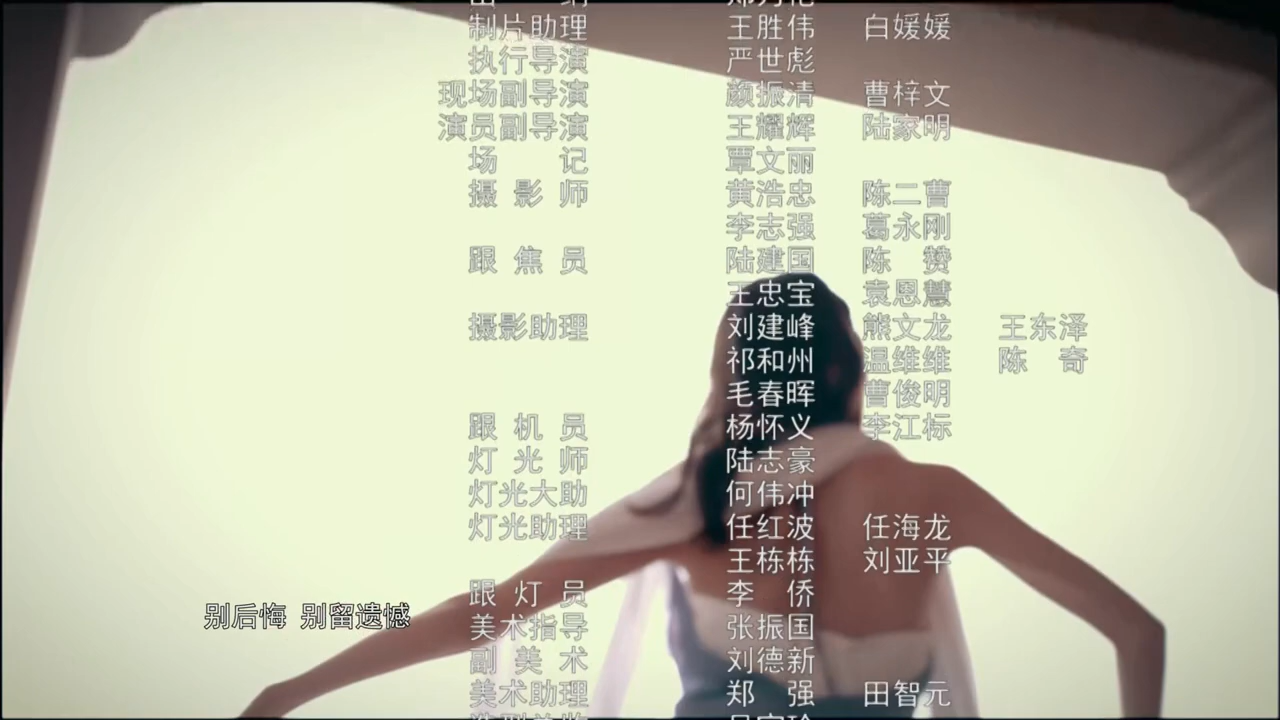 制片助理 王胜伟 白媛媛
执行导演 严世彪
现场副导演 颜振清 曹梓文
演员副导演 王耀辉 陆家明
场 记 覃文丽
摄 影 师 黄浩忠 陈二曹
李志强 葛永刚
跟 焦 员 陆建国 陈 赞
王忠宝 袁恩慧
摄影助理 刘建峰 熊文龙 王东泽
祁和州 温维维 陈 奇
毛春晖 曹俊明
跟 机 员 杨怀义 李江标
灯 光 师 陆志豪
灯光大助 何伟冲
灯光助理 任红波 任海龙
王栋栋 刘亚平
跟 灯 员 李 侨
别后悔 别留遗憾
美术指导 张振国
副 美 术 刘德新
美术助理 郑 强 田智元